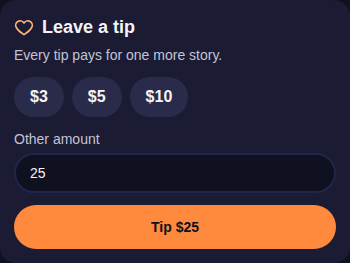 Leave a tip
Every tip pays for one more story.
$3 $5 $10
Other amount
25
Tip $25